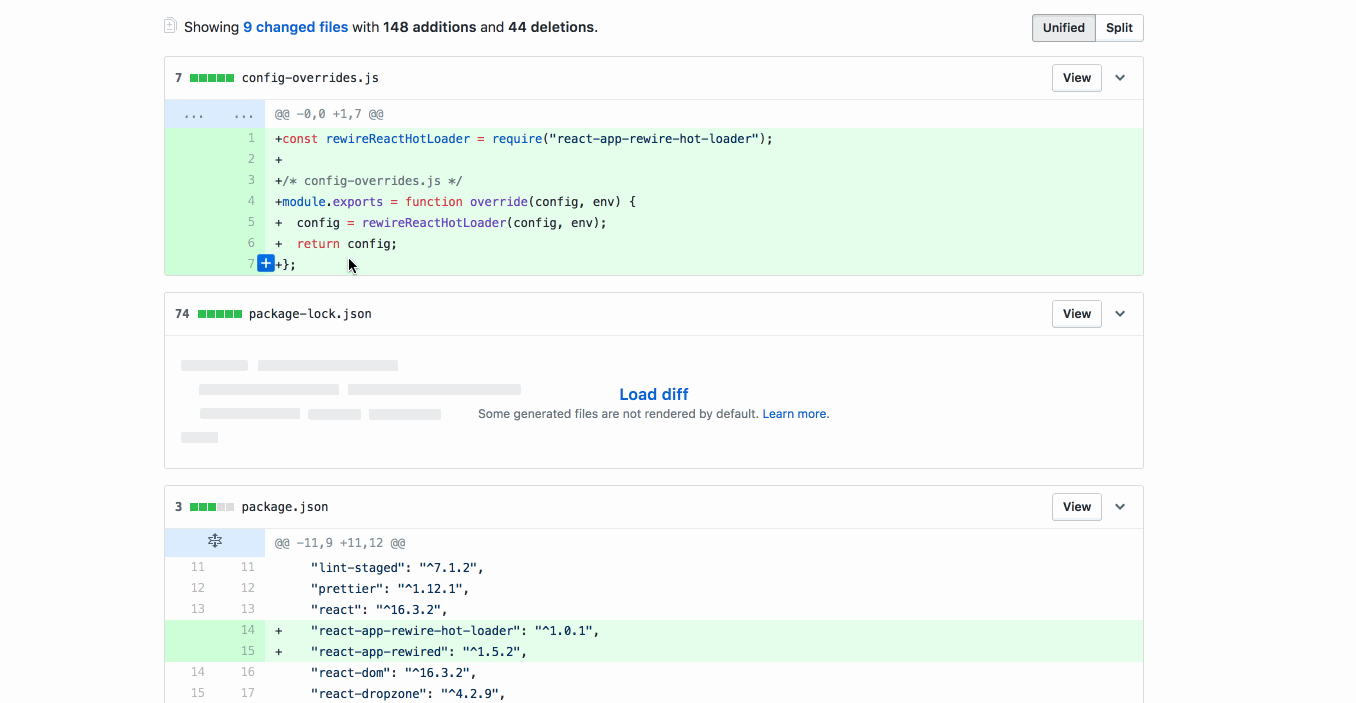 Showing 9 changed files with 148 additions and 44 deletions.
Unified Split
7 config-overrides.js View
... ... @@ -0,0 +1,7 @@
1 +const rewireReactHotLoader = require("react-app-rewire-hot-loader");
2 +
3 +/* config-overrides.js */
4 +module.exports = function override(config, env) {
5 +  config = rewireReactHotLoader(config, env);
6 +  return config;
7 +};
74 package-lock.json View
Load diff
Some generated files are not rendered by default. Learn more.
3 package.json View
@@ -11,9 +11,12 @@
11 11 "lint-staged": "^7.1.2",
12 12 "prettier": "^1.12.1",
13 13 "react": "^16.3.2",
14 + "react-app-rewire-hot-loader": "^1.0.1",
15 + "react-app-rewired": "^1.5.2",
14 16 "react-dom": "^16.3.2",
15 17 "react-dropzone": "^4.2.9",